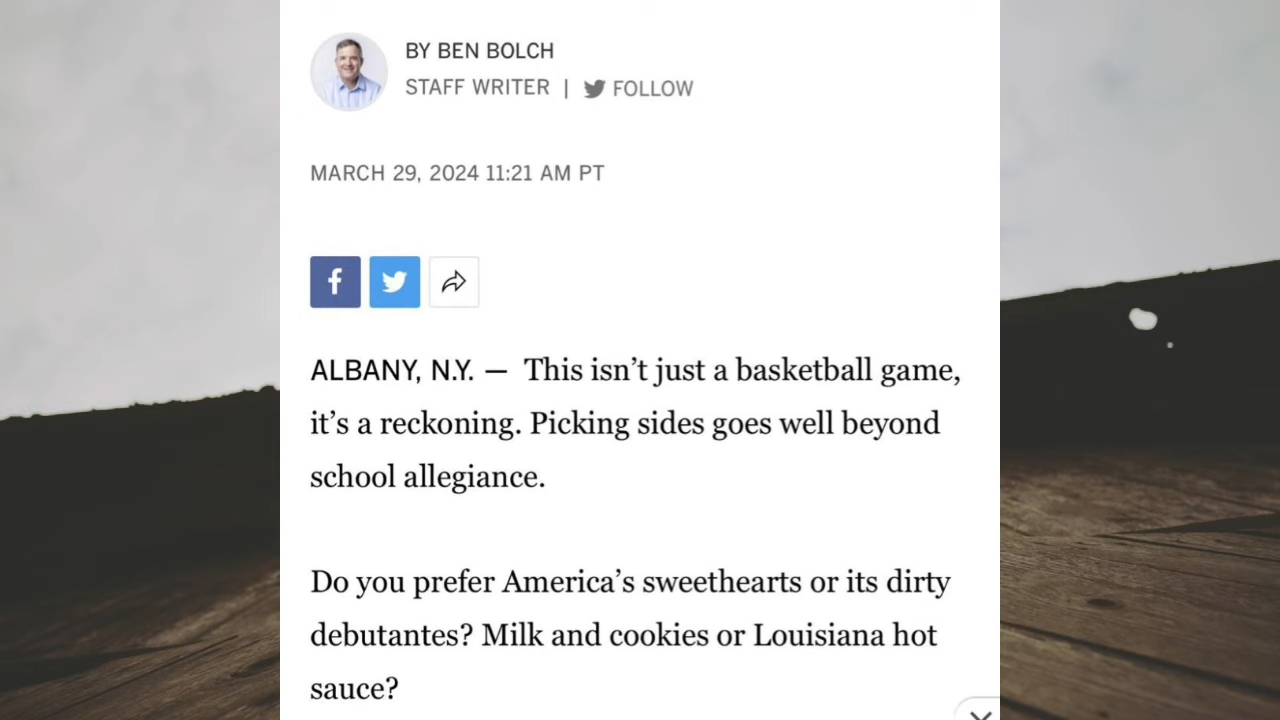 BY BEN BOLCH
STAFF WRITER | FOLLOW
MARCH 29, 2024 11:21 AM PT
ALBANY, N.Y. — This isn’t just a basketball game,
it’s a reckoning. Picking sides goes well beyond
school allegiance.
Do you prefer America’s sweethearts or its dirty
debutantes? Milk and cookies or Louisiana hot
sauce?